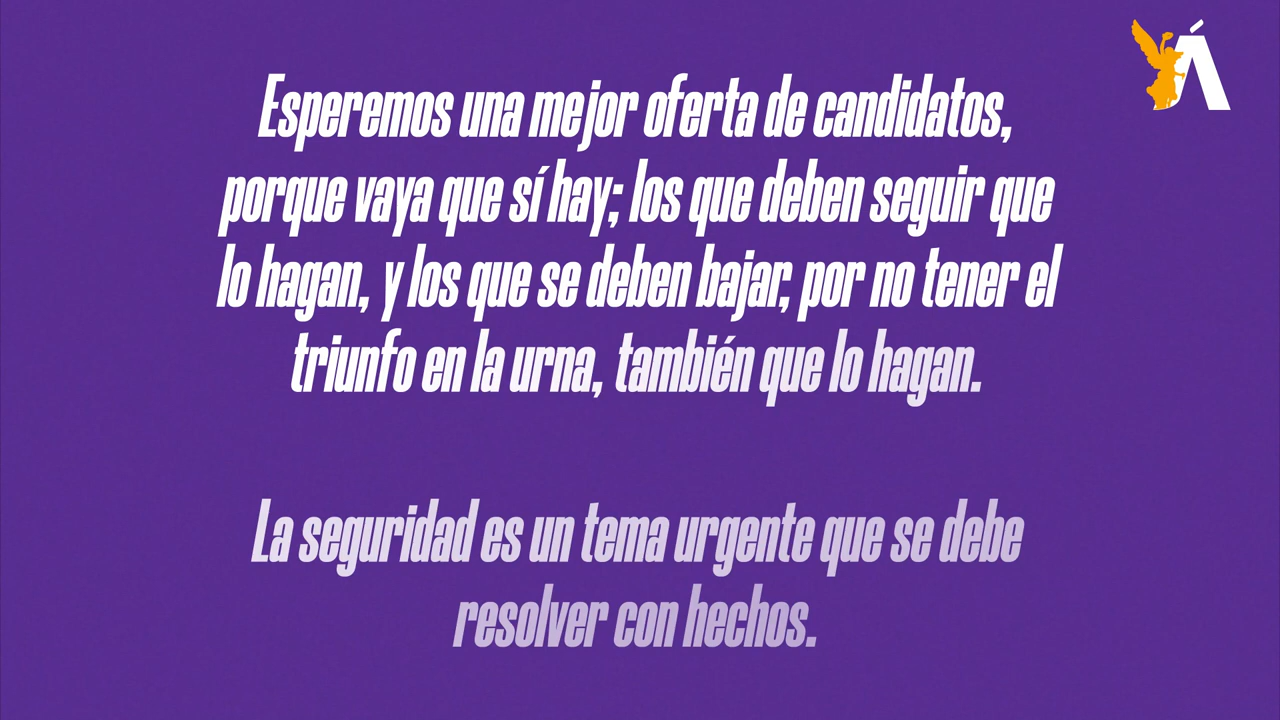 Á
Esperemos una mejor oferta de candidatos,
porque vaya que sí hay; los que deben seguir que
lo hagan, y los que se deben bajar, por no tener el
triunfo en la urna, también que lo hagan.
La seguridad es un tema urgente que se debe
resolver con hechos.